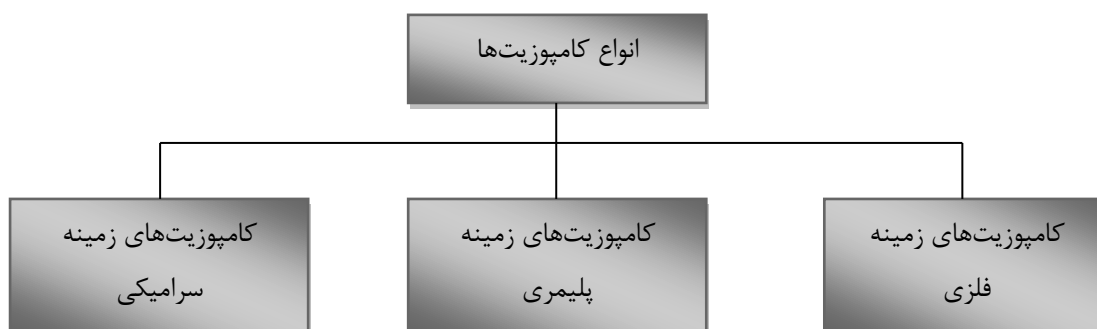 انواع کامپوزیت‌ها
کامپوزیت‌های زمینه
فلزی
کامپوزیت‌های زمینه
پلیمری
کامپوزیت‌های زمینه
سرامیکی